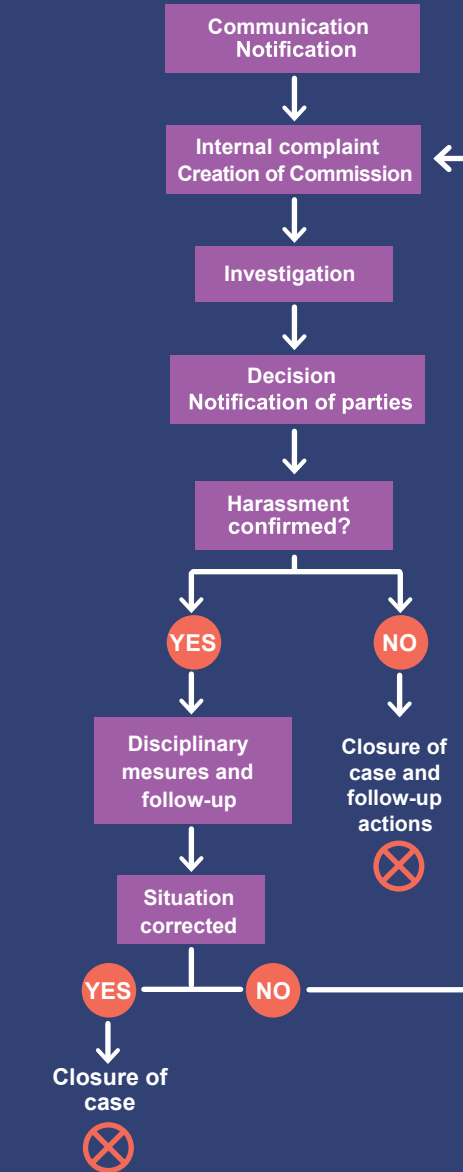 Communication
Notification
Internal complaint
Creation of Commission
Investigation
Decision
Notification of parties
Harassment
confirmed?
YES
NO
Disciplinary
mesures and
follow-up
Closure of
case and
follow-up
actions
Situation
corrected
YES
NO
Closure of
case